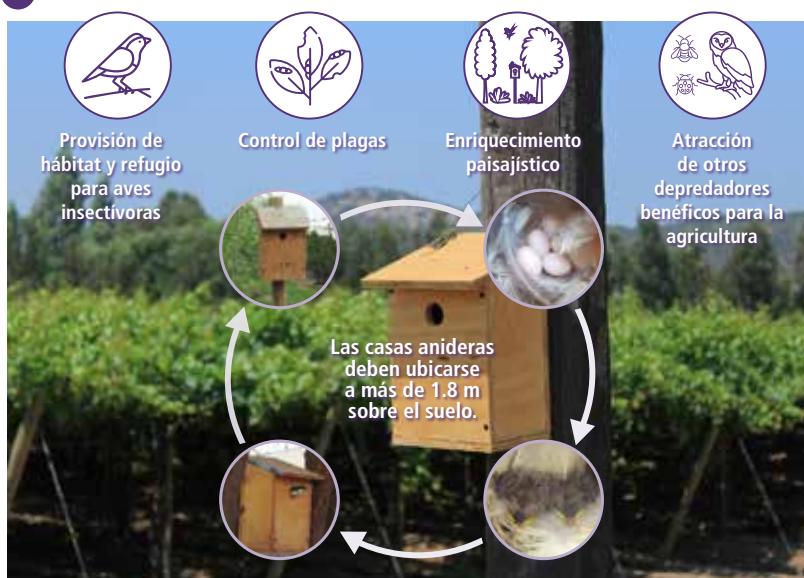 Provisión de
hábitat y refugio
para aves
insectívoras
Control de plagas
Enriquecimiento
paisajístico
Atracción
de otros
depredadores
benéficos para la
agricultura
Las casas anideras
deben ubicarse
a más de 1.8 m
sobre el suelo.